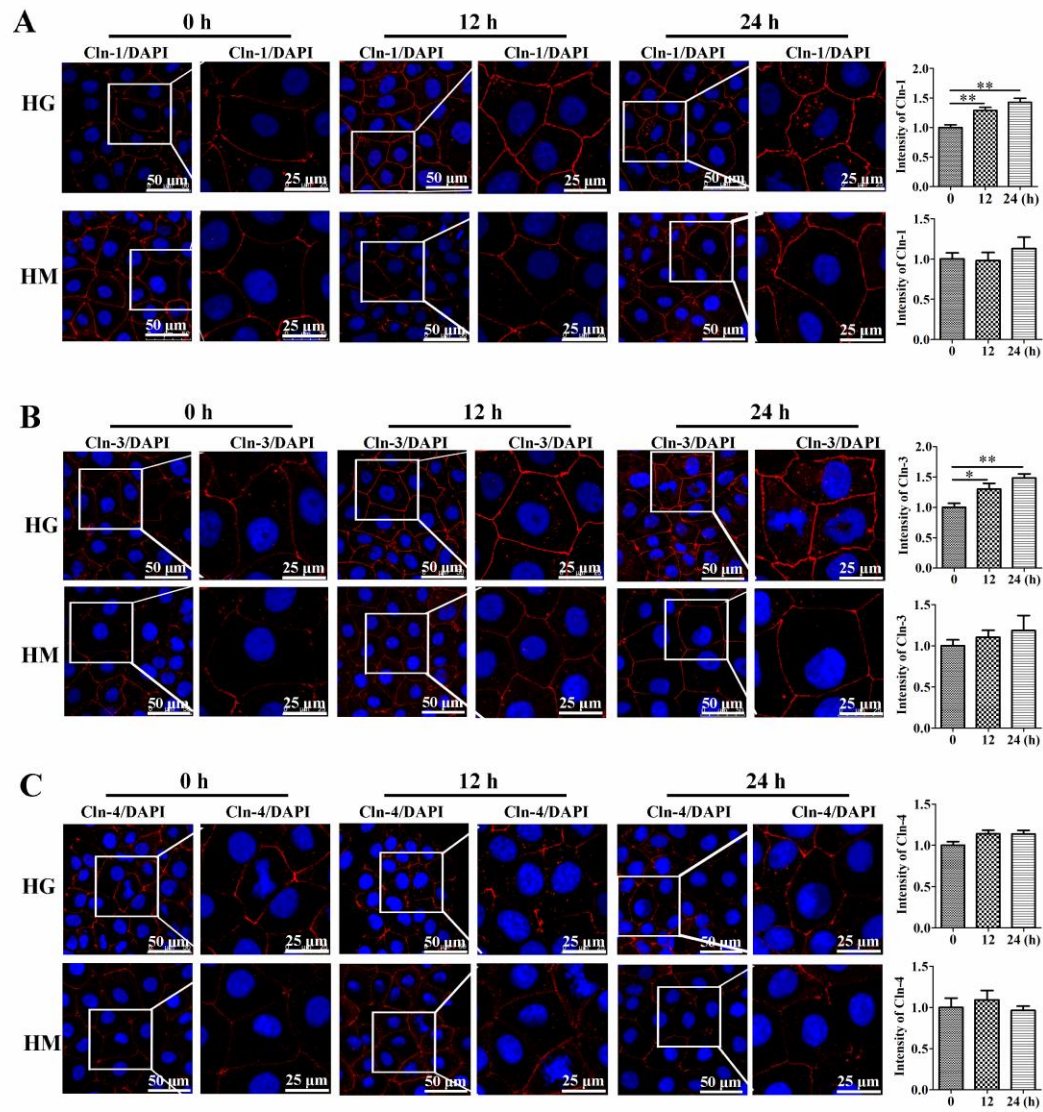 A
0 h 12 h 24 h
Cln-1/DAPI Cln-1/DAPI Cln-1/DAPI Cln-1/DAPI Cln-1/DAPI Cln-1/DAPI
HG
50 μm 25 μm 50 μm 25 μm 50 μm 25 μm
Intensity of Cln-1
2.0
1.5
1.0
0.5
0.0
** **
0 12 24 (h)
HM
50 μm 25 μm 50 μm 25 μm 50 μm 25 μm
Intensity of Cln-1
1.5
1.0
0.5
0.0
0 12 24 (h)
B
0 h 12 h 24 h
Cln-3/DAPI Cln-3/DAPI Cln-3/DAPI Cln-3/DAPI Cln-3/DAPI Cln-3/DAPI
HG
50 μm 25 μm 50 μm 25 μm 50 μm 25 μm
Intensity of Cln-3
2.0
1.5
1.0
0.5
0.0
* **
0 12 24 (h)
HM
50 μm 25 μm 50 μm 25 μm 50 μm 25 μm
Intensity of Cln-3
1.5
1.0
0.5
0.0
0 12 24 (h)
C
0 h 12 h 24 h
Cln-4/DAPI Cln-4/DAPI Cln-4/DAPI Cln-4/DAPI Cln-4/DAPI Cln-4/DAPI
HG
50 μm 25 μm 50 μm 25 μm 50 μm 25 μm
Intensity of Cln-4
1.5
1.0
0.5
0.0
0 12 24 (h)
HM
50 μm 25 μm 50 μm 25 μm 50 μm 25 μm
Intensity of Cln-4
1.5
1.0
0.5
0.0
0 12 24 (h)